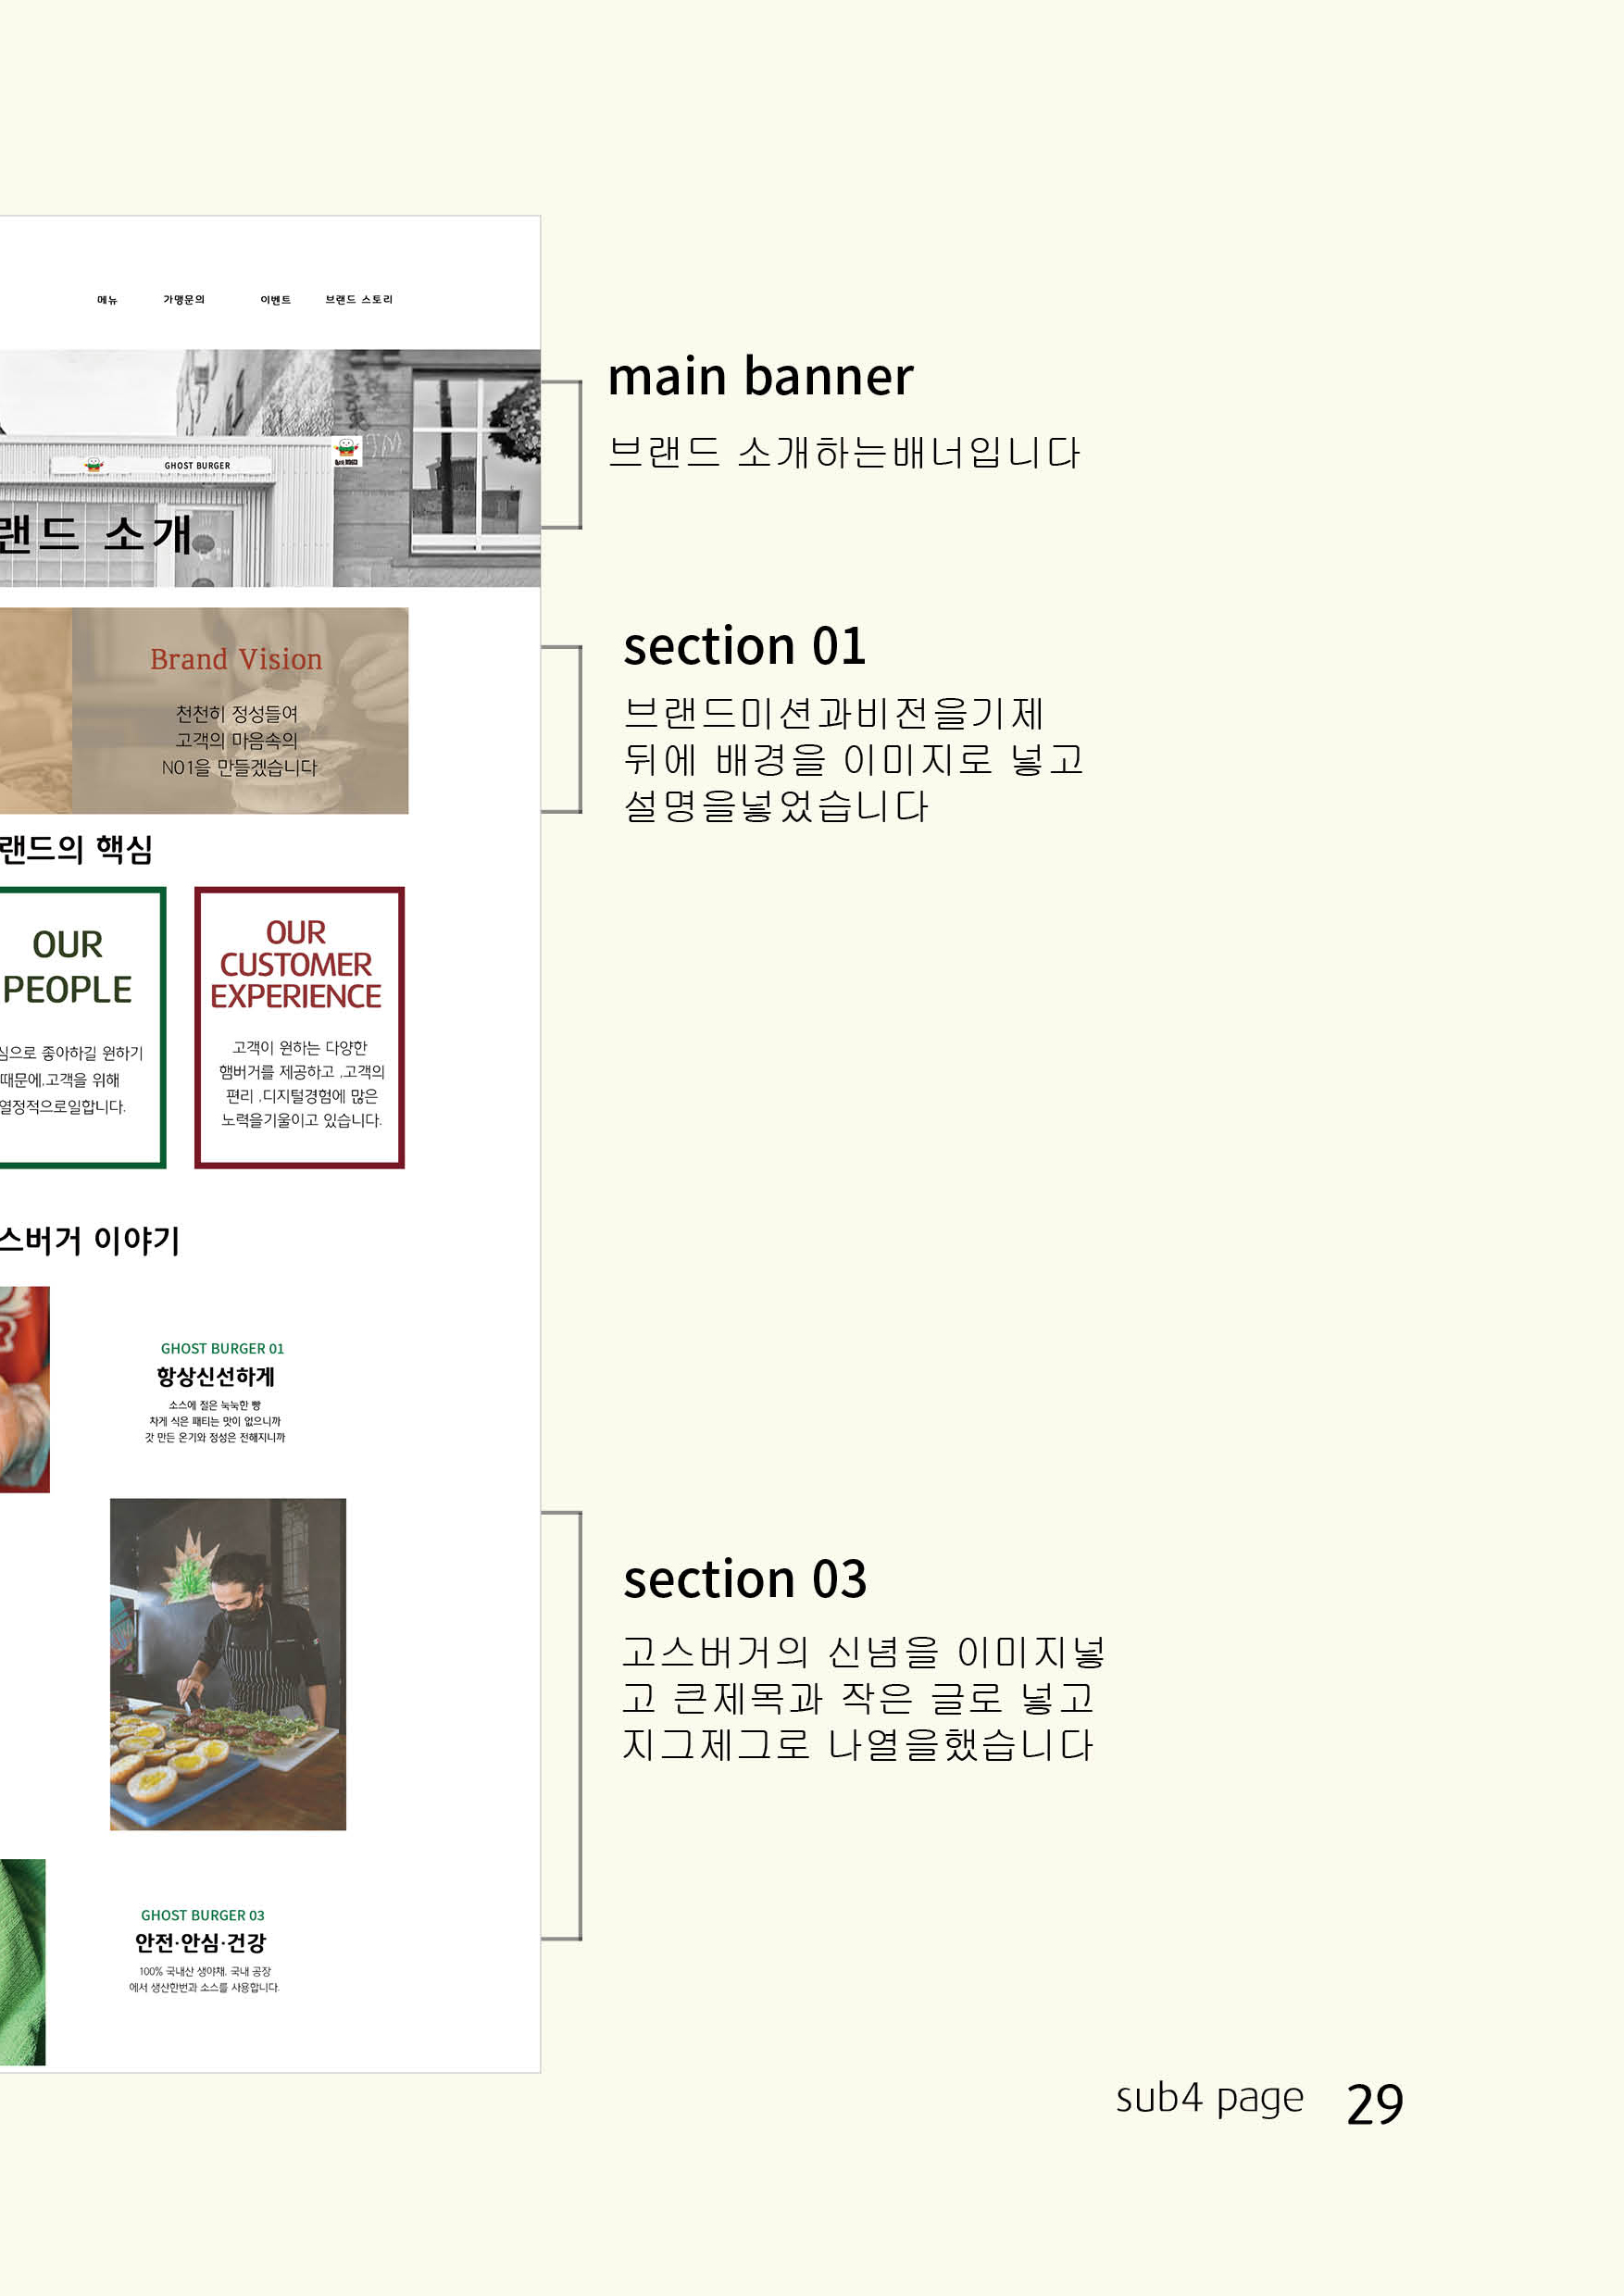 메뉴 가맹문의 이벤트 브랜드 스토리
GHOST BURGER
랜드 소개
Brand Vision
천천히 정성들여
고객의 마음속의
NO1을 만들겠습니다
랜드의 핵심
OUR
PEOPLE
심으로 좋아하길 원하기
때문에.고객을 위해
열정적으로일합니다.
OUR
CUSTOMER
EXPERIENCE
고객이 원하는 다양한
햄버거를 제공하고 ,고객의
편리 .디지털경험에 많은
노력을기울이고 있습니다.
스버거 이야기
GHOST BURGER 01
항상신선하게
소스에 절은 눅눅한 빵
차게 식은 패티는 맛이 없으니까
갓 만든 온기와 정성은 전해지니까
GHOST BURGER 03
안전·안심·건강
100% 국내산 생야채. 국내 공장
에서 생산한번과 소스를 사용합니다.
main banner
브랜드 소개하는배너입니다
section 01
브랜드미션과비전을기제
뒤에 배경을 이미지로 넣고
설명을넣었습니다
section 03
고스버거의 신념을 이미지넣
고 큰제목과 작은 글로 넣고
지그제그로 나열을했습니다
sub4 page 29